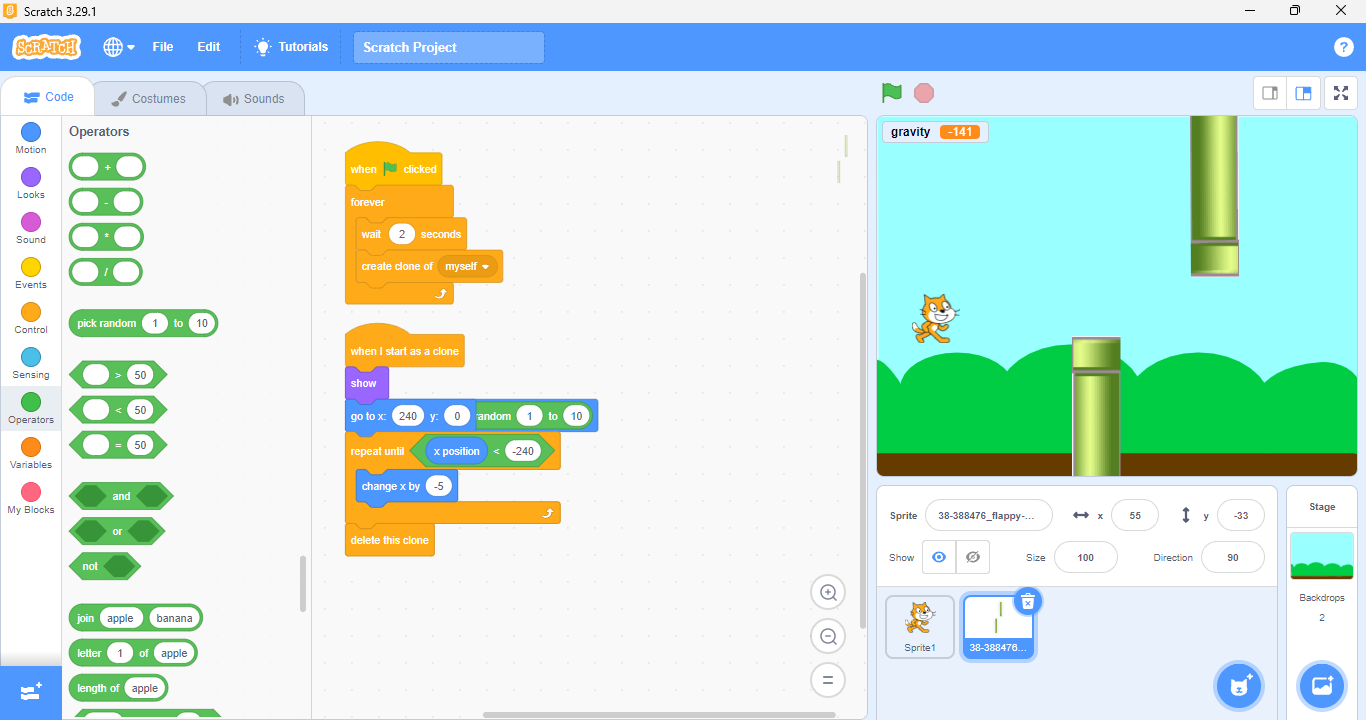 Scratch 3.29.1
SCRATCH File Edit Tutorials Scratch Project ?
Code Costumes Sounds
Motion
Looks
Sound
Events
Control
Sensing
Operators
Variables
My Blocks
Operators
+
-
*
/
pick random 1 to 10
> 50
< 50
= 50
and
or
not
join apple banana
letter 1 of apple
length of apple
when clicked
forever
wait 2 seconds
create clone of myself
when I start as a clone
show
go to x: 240 y: 0 andom 1 to 10
repeat until x position < -240
change x by -5
delete this clone
gravity -141
Sprite 38-388476_flappy-... x 55 y -33
Show Size 100 Direction 90
Sprite1
38-388476...
Stage
Backdrops
2